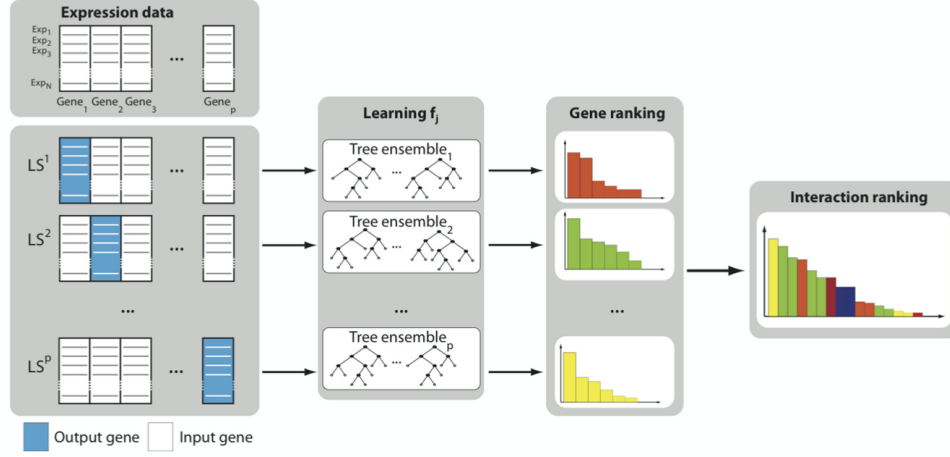 Expression data
Exp1
Exp2
Exp3
ExpN
...
Gene1 Gene2 Gene3 Genep
LS1
...
LS2
...
...
LSp
...
Output gene
Input gene
Learning fj
Tree ensemble1
...
Tree ensemble2
...
...
Tree ensemblep
...
Gene ranking
...
Interaction ranking